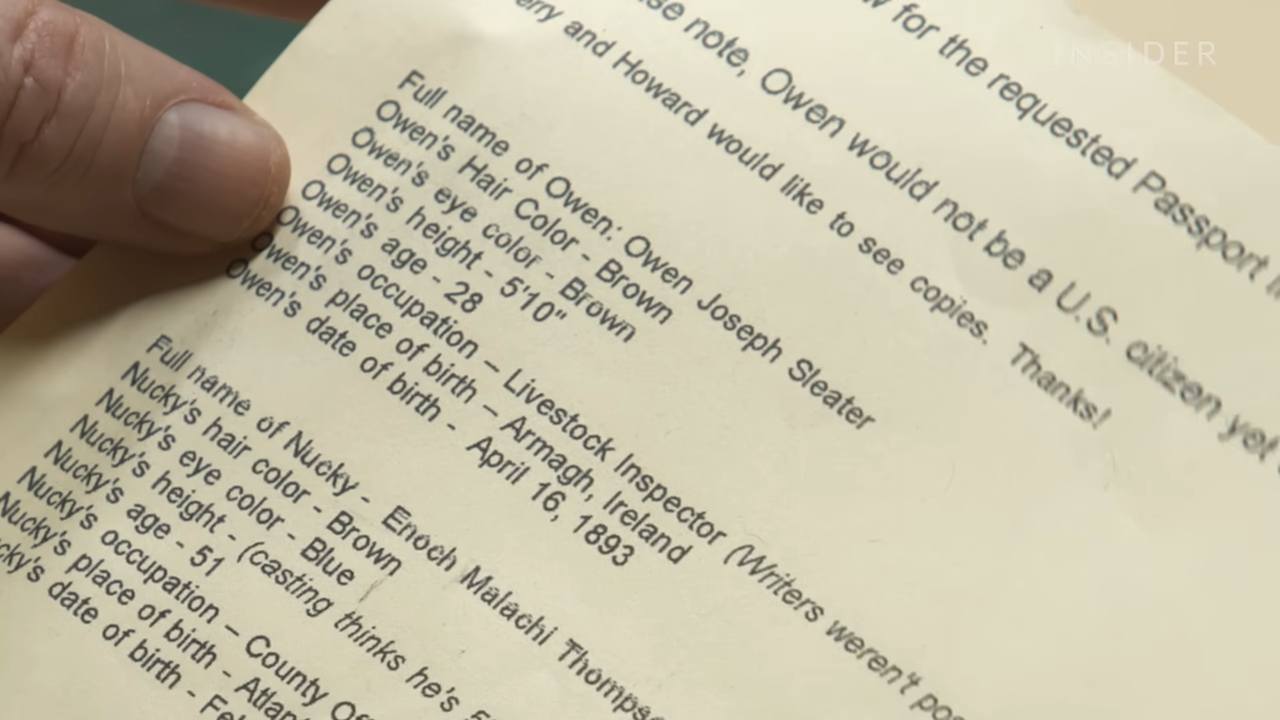 INSIDER
for the requested Passport
note, Owen would not be a U.S. citizen yet
and Howard would like to see copies. Thanks!
Full name of Owen: Owen Joseph Sleater
Owen's Hair Color - Brown
Owen's eye color - Brown
Owen's height - 5'10"
Owen's age - 28
Owen's occupation – Livestock Inspector (Writers weren't
Owen's place of birth – Armagh, Ireland
Owen's date of birth - April 16, 1893
Full name of Nucky - Enoch Malachi
Nucky's hair color - Brown
Nucky's eye color - Blue
Nucky's height - (casting thinks he's
Nucky's age - 51
Nucky's occupation – County
Nucky's place of birth -
date of birth -